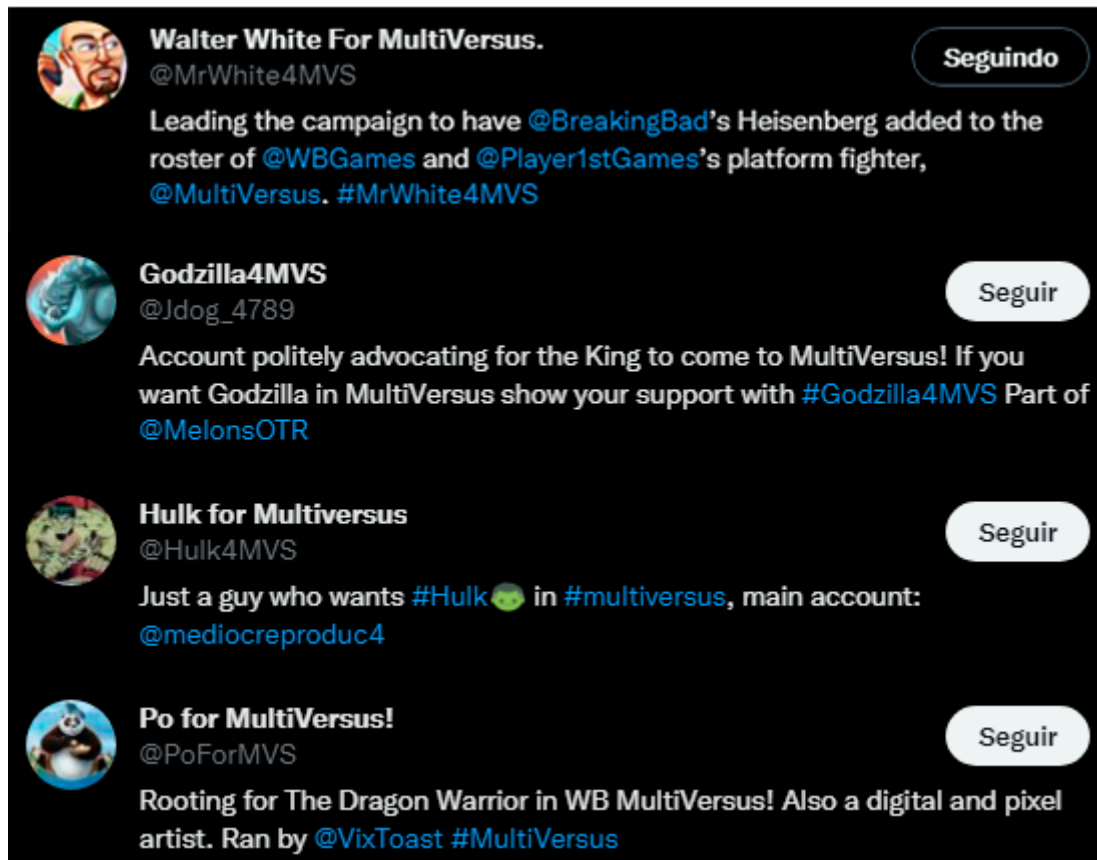 Walter White For MultiVersus.
@MrWhite4MVS
Seguindo
Leading the campaign to have @BreakingBad's Heisenberg added to the
roster of @WBGames and @Player1stGames's platform fighter,
@MultiVersus. #MrWhite4MVS
Godzilla4MVS
@Jdog_4789
Seguir
Account politely advocating for the King to come to MultiVersus! If you
want Godzilla in MultiVersus show your support with #Godzilla4MVS Part of
@MelonsOTR
Hulk for Multiversus
@Hulk4MVS
Seguir
Just a guy who wants #Hulk in #multiversus, main account:
@mediocreproduc4
Po for MultiVersus!
@PoForMVS
Seguir
Rooting for The Dragon Warrior in WB MultiVersus! Also a digital and pixel
artist. Ran by @VixToast #MultiVersus